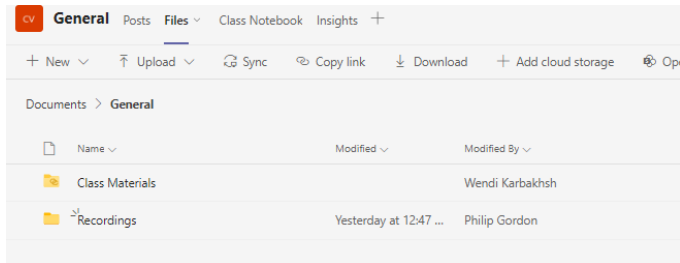 CV General Posts Files Class Notebook Insights
New Upload Sync Copy link Download Add cloud storage Ope
Documents > General
Name Modified Modified By
Class Materials Wendi Karbakhsh
Recordings Yesterday at 12:47 ... Philip Gordon